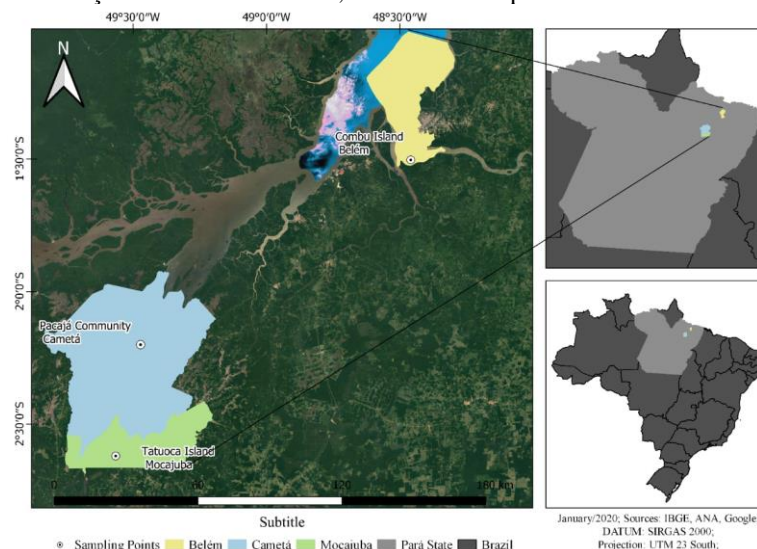 49°30'0"S 49°0'0"S 48°30'0"S
N
Combu Island
Belém
1°30'0"S
2°0'0"S
Pacajá Community
Cametá
2°30'0"S
Tatuoca Island
Mocajuba
0 60 120 180 km
Subtitle
Sampling Points Belém Cametá Mocajuba Pará State Brazil
January/2020; Sources: IBGE, ANA, Google
DATUM: SIRGAS 2000;
Projection: UTM 23 South;